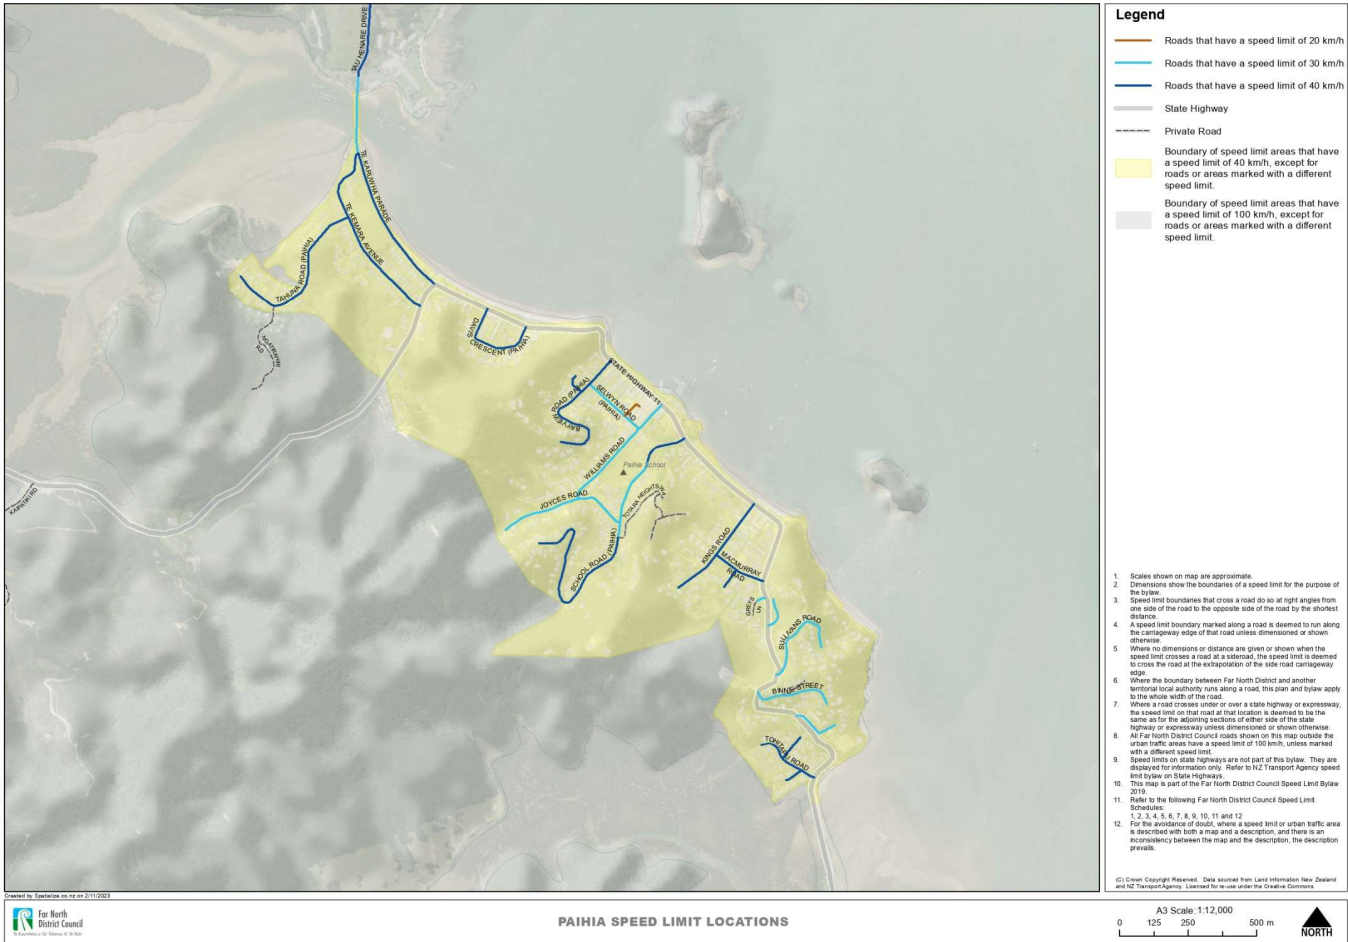 TAU HENARE DRIVE
TE KARUWHA PARADE
TE KEMARA AVENUE
TAHUNA ROAD (PAIHIA)
NGATIRAHIRI
RD
KAIPATIKI RD
DAVIS
CRESCENT (PAIHIA)
STATE HIGHWAY 11
SELWYN ROAD
(PAIHIA)
ROAD (PAIHIA)
BAYVIEW
WILLIAMS ROAD
Paihia School
JOYCES ROAD
TOTARA HEIGHTS WAY
SCHOOL ROAD (PAIHIA)
KINGS ROAD
MACMURRAY
ROAD
GREYS
LN
SULLIVANS ROAD
BINNIE STREET
TOHITAPU ROAD
Legend
Roads that have a speed limit of 20 km/h
Roads that have a speed limit of 30 km/h
Roads that have a speed limit of 40 km/h
State Highway
Private Road
Boundary of speed limit areas that have
a speed limit of 40 km/h, except for
roads or areas marked with a different
speed limit.
Boundary of speed limit areas that have
a speed limit of 100 km/h, except for
roads or areas marked with a different
speed limit.
1. Scales shown on map are approximate.
2. Dimensions show the boundaries of a speed limit for the purpose of
the bylaw.
3. Speed limit boundaries that cross a road do so at right angles from
one side of the road to the opposite side of the road by the shortest
distance.
4. A speed limit boundary marked along a road is deemed to run along
the carriageway edge of that road unless dimensioned or shown
otherwise.
5. Where no dimensions or distance are given or shown when the
speed limit crosses a road at a sideroad, the speed limit is deemed
to cross the road at the extrapolation of the side road carriageway
edge.
6. Where the boundary between Far North District and another
territorial local authority runs along a road, this plan and bylaw apply
to the whole width of the road.
7. Where a road crosses under or over a state highway or expressway,
the speed limit on that road at that location is deemed to be the
same as for the adjoining sections of either side of the state
highway or expressway unless dimensioned or shown otherwise.
8. All Far North District Council roads shown on this map outside the
urban traffic areas have a speed limit of 100 km/h, unless marked
with a different speed limit.
9. Speed limits on state highways are not part of this bylaw. They are
displayed for information only. Refer to NZ Transport Agency speed
limit bylaw on State Highways.
10. This map is part of the Far North District Council Speed Limit Bylaw
2019.
11. Refer to the following Far North District Council Speed Limit
Schedules:
1, 2, 3, 4, 5, 6, 7, 8, 9, 10, 11 and 12
12. For the avoidance of doubt, where a speed limit or urban traffic area
is described with both a map and a description, and there is an
inconsistency between the map and the description, the description
prevails.
(C) Crown Copyright Reserved. Data sourced from Land Information New Zealand
and NZ Transport Agency. Licensed for re-use under the Creative Commons
Created by Spatialize.co.nz on 2/11/2023
Far North
District Council
PAIHIA SPEED LIMIT LOCATIONS
A3 Scale: 1:12,000
0 125 250 500 m
NORTH